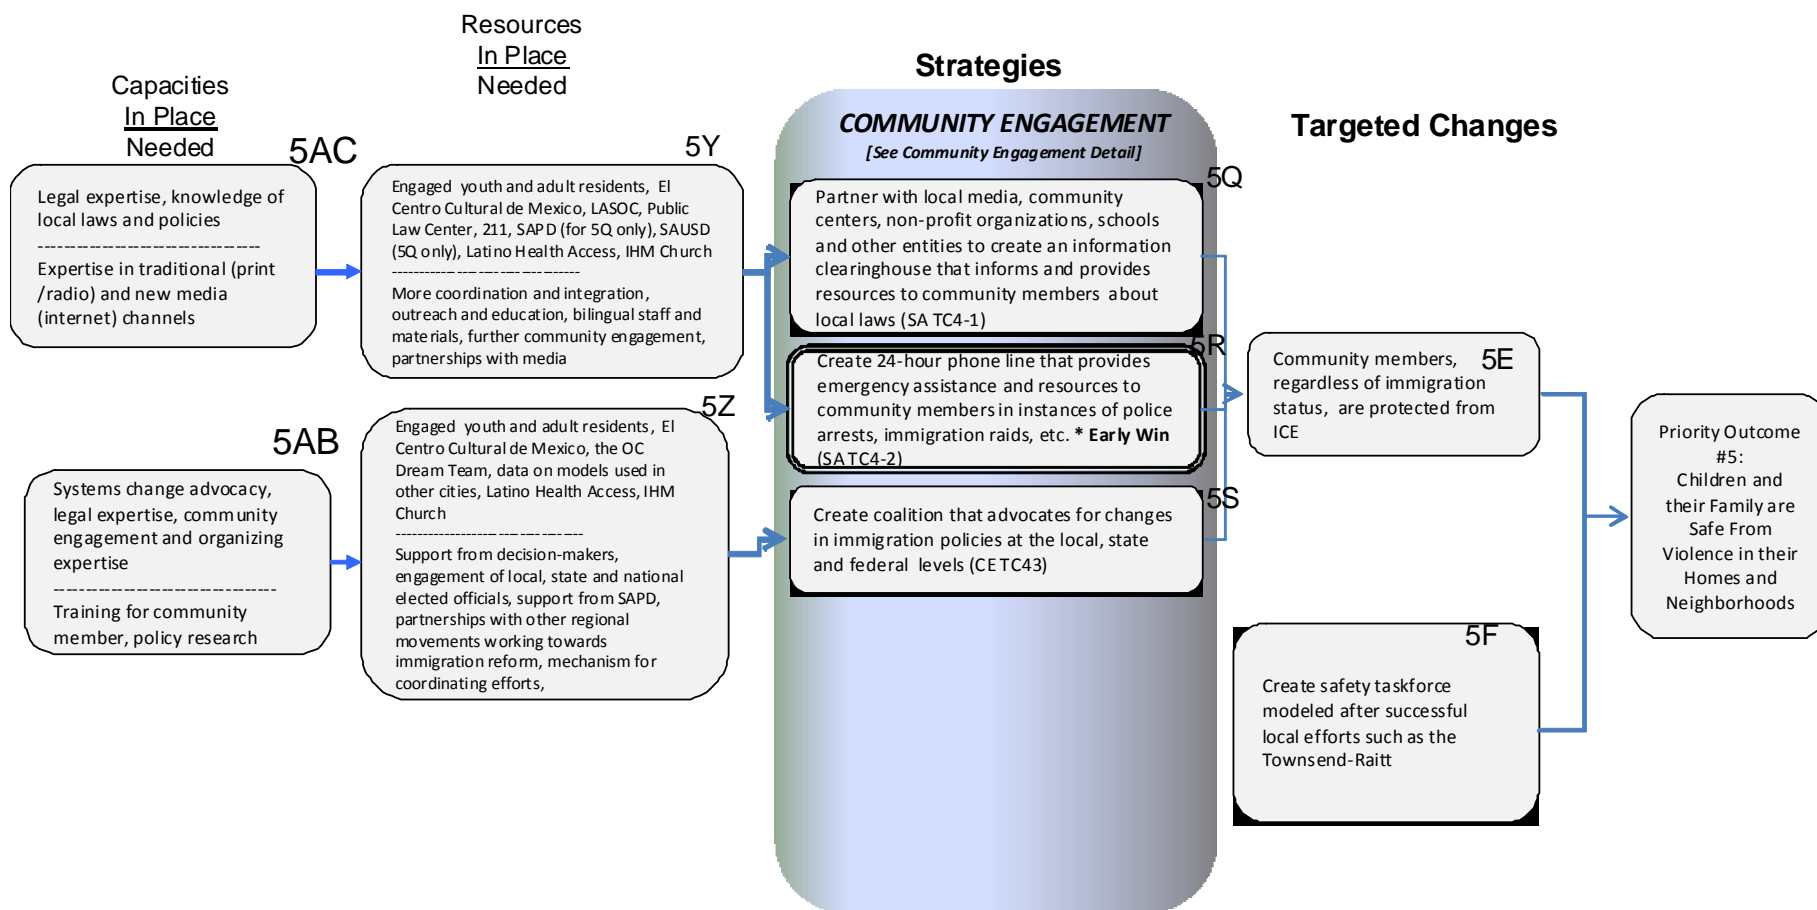 Capacities
In Place
Needed
5AC
Legal expertise, knowledge of
local laws and policies
------------------------------------
Expertise in traditional (print
/radio) and new media
(internet) channels
5AB
Systems change advocacy,
legal expertise, community
engagement and organizing
expertise
------------------------------------
Training for community
member, policy research
Resources
In Place
Needed
5Y
Engaged youth and adult residents, El
Centro Cultural de Mexico, LASOC, Public
Law Center, 211, SAPD (for 5Q only), SAUSD
(5Q only), Latino Health Access, IHM Church
------------------------------------
More coordination and integration,
outreach and education, bilingual staff and
materials, further community engagement,
partnerships with media
5Z
Engaged youth and adult residents, El
Centro Cultural de Mexico, the OC
Dream Team, data on models used in
other cities, Latino Health Access, IHM
Church
------------------------------------
Support from decision-makers,
engagement of local, state and national
elected officials, support from SAPD,
partnerships with other regional
movements working towards
immigration reform, mechanism for
coordinating efforts,
Strategies
COMMUNITY ENGAGEMENT
[See Community Engagement Detail]
5Q
Partner with local media, community
centers, non-profit organizations, schools
and other entities to create an information
clearinghouse that informs and provides
resources to community members about
local laws (SA TC4-1)
5R
Create 24-hour phone line that provides
emergency assistance and resources to
community members in instances of police
arrests, immigration raids, etc. * Early Win
(SA TC4-2)
5S
Create coalition that advocates for changes
in immigration policies at the local, state
and federal levels (CE TC43)
Targeted Changes
5E
Community members,
regardless of immigration
status, are protected from
ICE
5F
Create safety taskforce
modeled after successful
local efforts such as the
Townsend-Raitt
Priority Outcome
#5:
Children and
their Family are
Safe From
Violence in their
Homes and
Neighborhoods